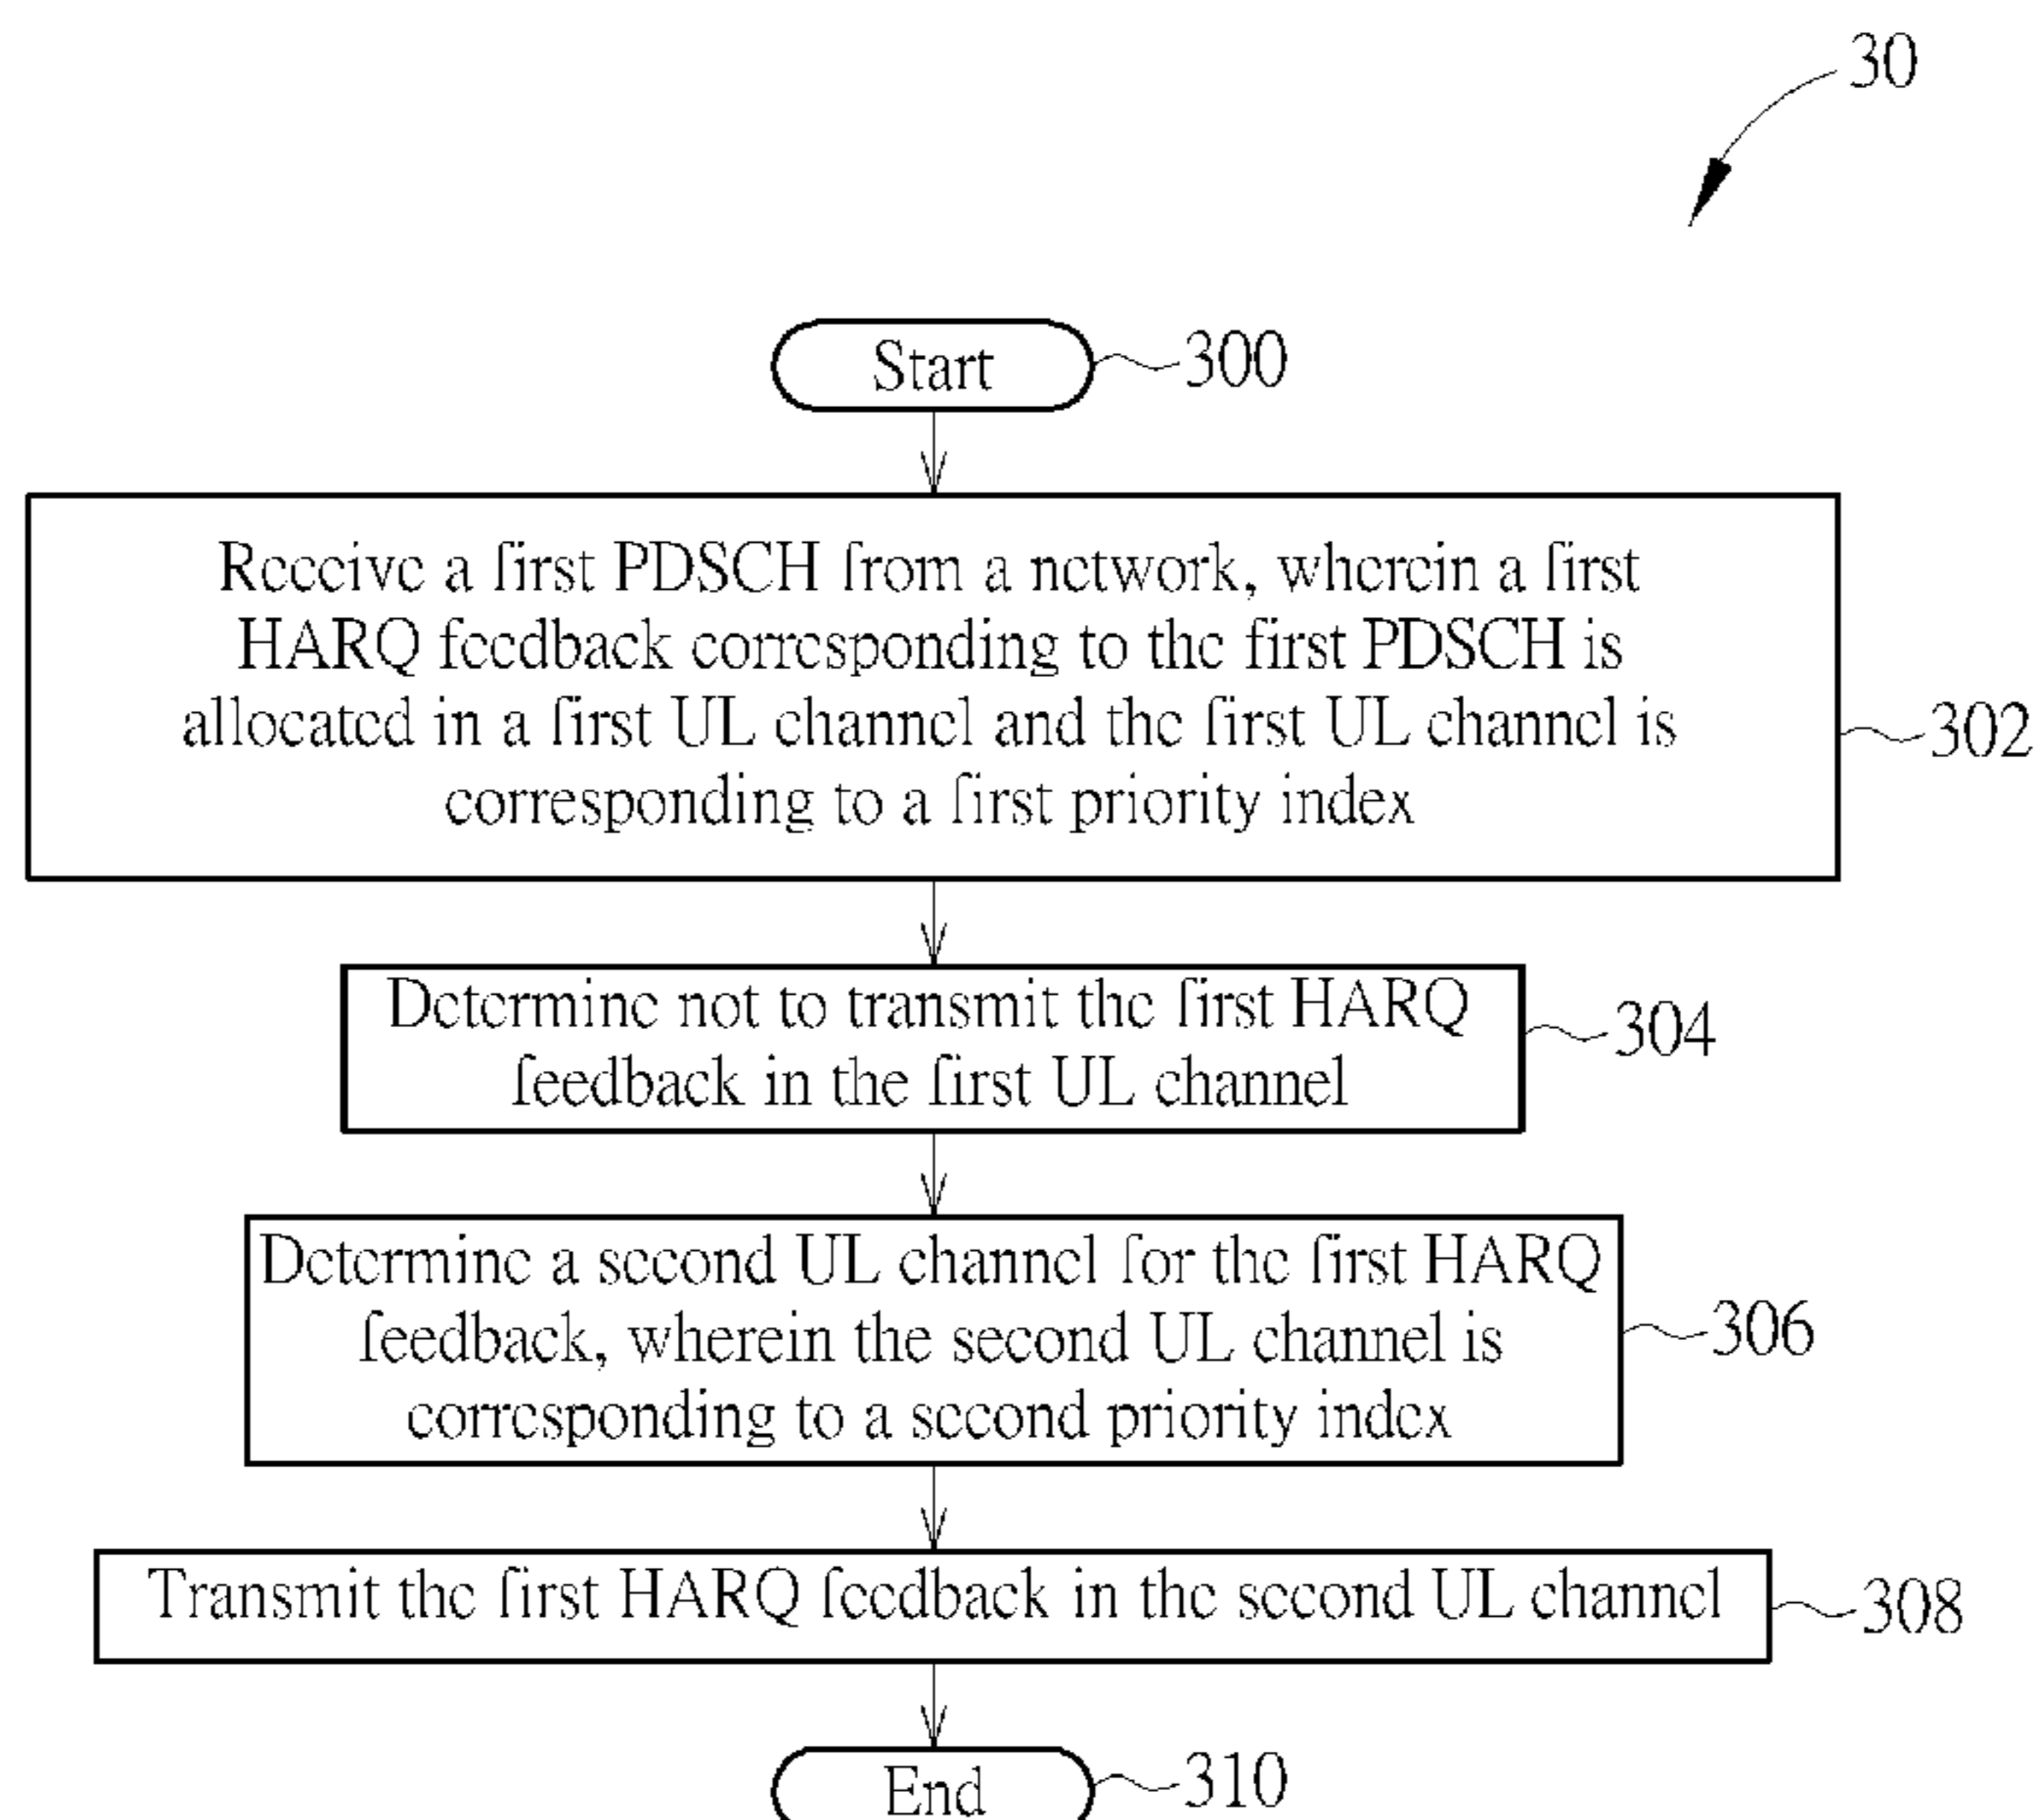 30
Start
300
Receive a first PDSCH from a network, wherein a first
HARQ feedback corresponding to the first PDSCH is
allocated in a first UL channel and the first UL channel is
corresponding to a first priority index
302
Determine not to transmit the first HARQ
feedback in the first UL channel
304
Determine a second UL channel for the first HARQ
feedback, wherein the second UL channel is
corresponding to a second priority index
306
Transmit the first HARQ feedback in the second UL channel
308
End
310